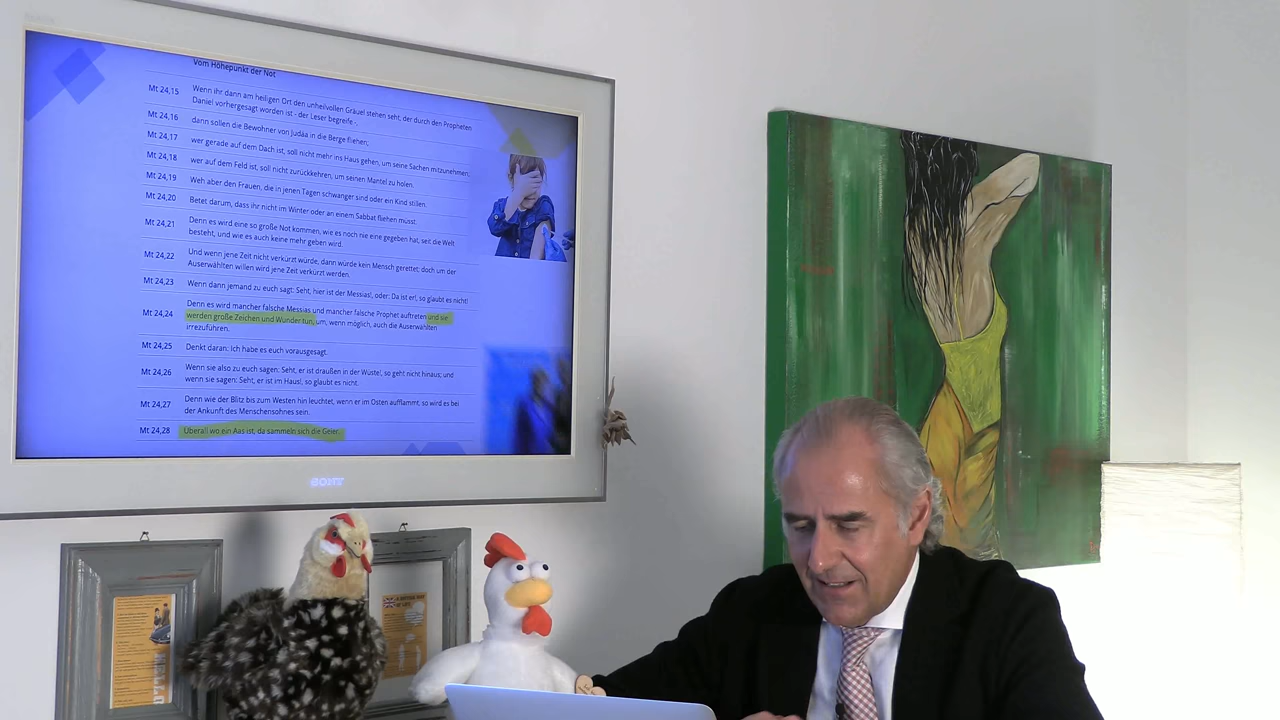 Vom Höhepunkt der Not
Mt 24,15 Wenn ihr dann am heiligen Ort den unheilvollen Gräuel stehen seht, der durch den Propheten
Daniel vorhergesagt worden ist - der Leser begreife -,
Mt 24,16 dann sollen die Bewohner von Judäa in die Berge fliehen;
Mt 24,17 wer gerade auf dem Dach ist, soll nicht mehr ins Haus gehen, um seine Sachen mitzunehmen;
Mt 24,18 wer auf dem Feld ist, soll nicht zurückkehren, um seinen Mantel zu holen.
Mt 24,19 Weh aber den Frauen, die in jenen Tagen schwanger sind oder ein Kind stillen.
Mt 24,20 Betet darum, dass ihr nicht im Winter oder an einem Sabbat fliehen müsst.
Mt 24,21 Denn es wird eine so große Not kommen, wie es noch nie eine gegeben hat, seit die Welt
besteht, und wie es auch keine mehr geben wird.
Mt 24,22 Und wenn jene Zeit nicht verkürzt würde, dann würde kein Mensch gerettet; doch um der
Auserwählten willen wird jene Zeit verkürzt werden.
Mt 24,23 Wenn dann jemand zu euch sagt: Seht, hier ist der Messias!, oder: Da ist er!, so glaubt es nicht!
Mt 24,24 Denn es wird mancher falsche Messias und mancher falsche Prophet auftreten und sie
werden große Zeichen und Wunder tun, um, wenn möglich, auch die Auserwählten
irrezuführen.
Mt 24,25 Denkt daran: Ich habe es euch vorausgesagt.
Mt 24,26 Wenn sie also zu euch sagen: Seht, er ist draußen in der Wüste!, so geht nicht hinaus; und
wenn sie sagen: Seht, er ist im Haus!, so glaubt es nicht.
Mt 24,27 Denn wie der Blitz bis zum Westen hin leuchtet, wenn er im Osten aufflammt, so wird es bei
der Ankunft des Menschensohnes sein.
Mt 24,28 Überall wo ein Aas ist, da sammeln sich die Geier.
SONY